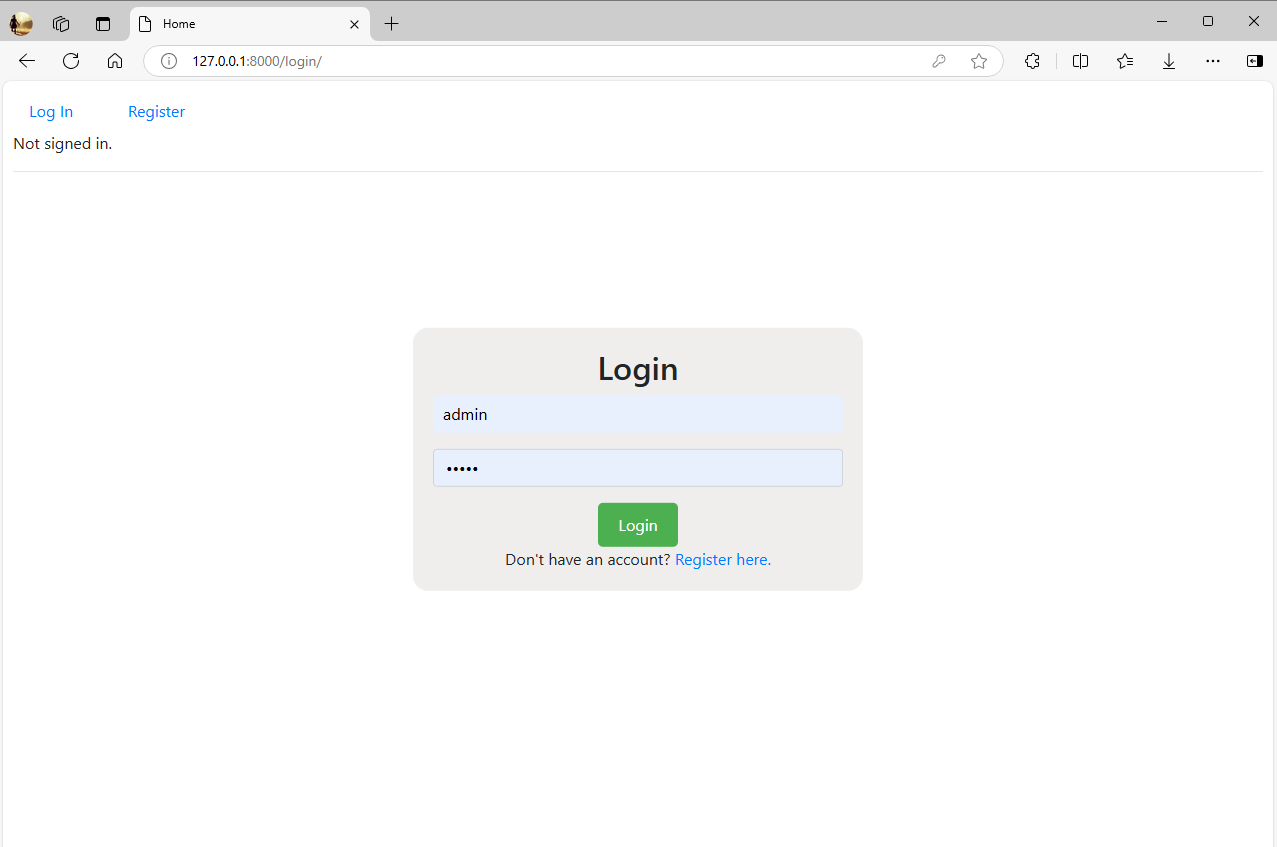 Home
127.0.0.1:8000/login/
Log In Register
Not signed in.
Login
admin
•••••
Login
Don't have an account? Register here.